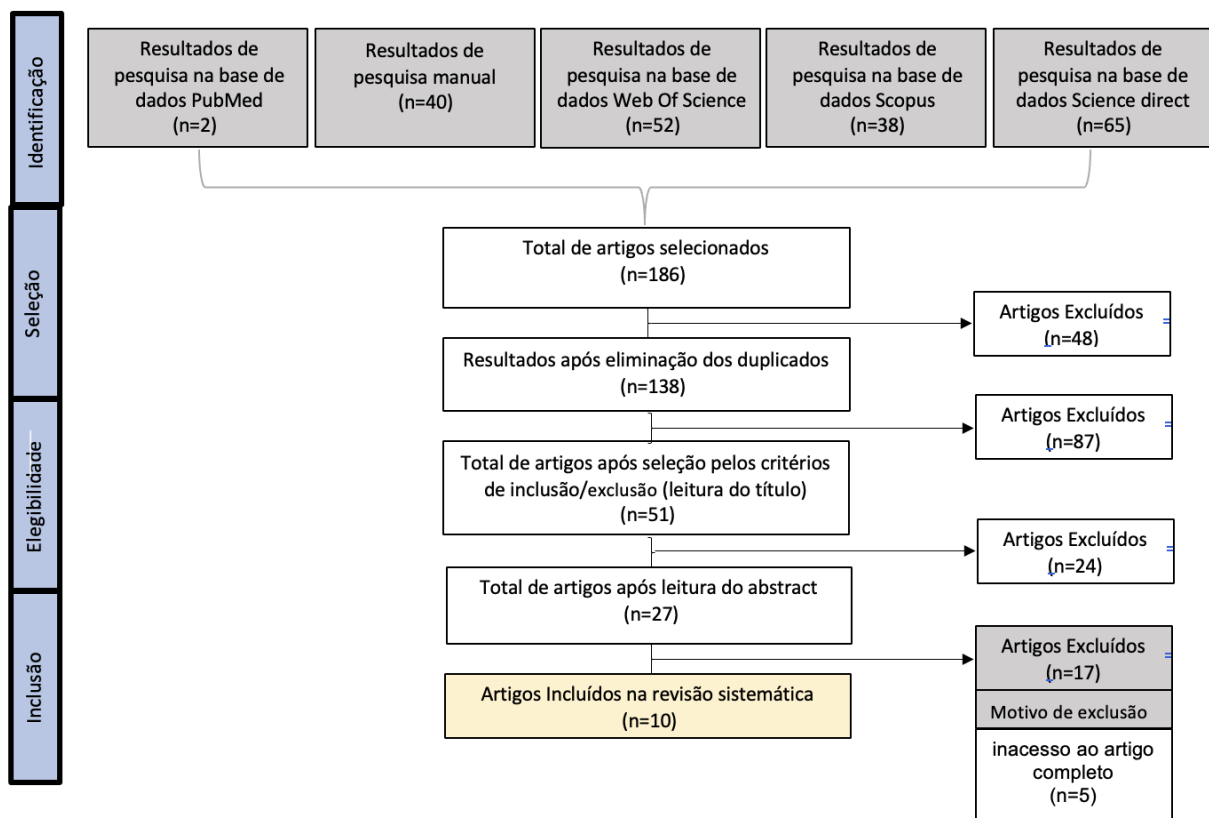 Identificação
Resultados de
pesquisa na base de
dados PubMed
(n=2)
Resultados de
pesquisa manual
(n=40)
Resultados de
pesquisa na base de
dados Web Of Science
(n=52)
Resultados de
pesquisa na base de
dados Scopus
(n=38)
Resultados de
pesquisa na base de
dados Science direct
(n=65)
Seleção
Total de artigos selecionados
(n=186)
Artigos Excluídos
(n=48)
Resultados após eliminação dos duplicados
(n=138)
Elegibilidade
Artigos Excluídos
(n=87)
Total de artigos após seleção pelos critérios
de inclusão/exclusão (leitura do título)
(n=51)
Artigos Excluídos
(n=24)
Inclusão
Total de artigos após leitura do abstract
(n=27)
Artigos Excluídos
(n=17)
Motivo de exclusão
inacesso ao artigo
completo
(n=5)
Artigos Incluídos na revisão sistemática
(n=10)